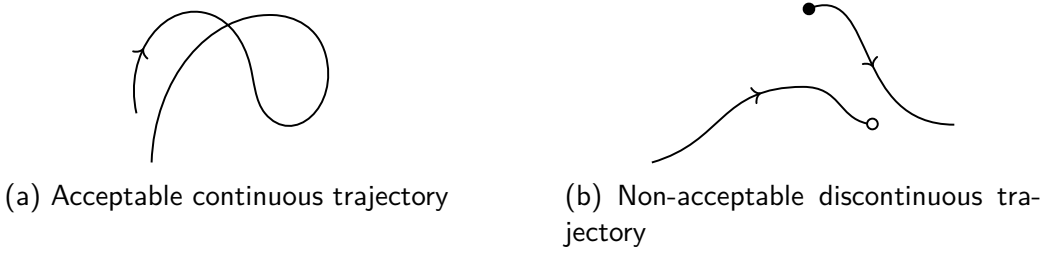 (a) Acceptable continuous trajectory
(b) Non-acceptable discontinuous tra-
jectory